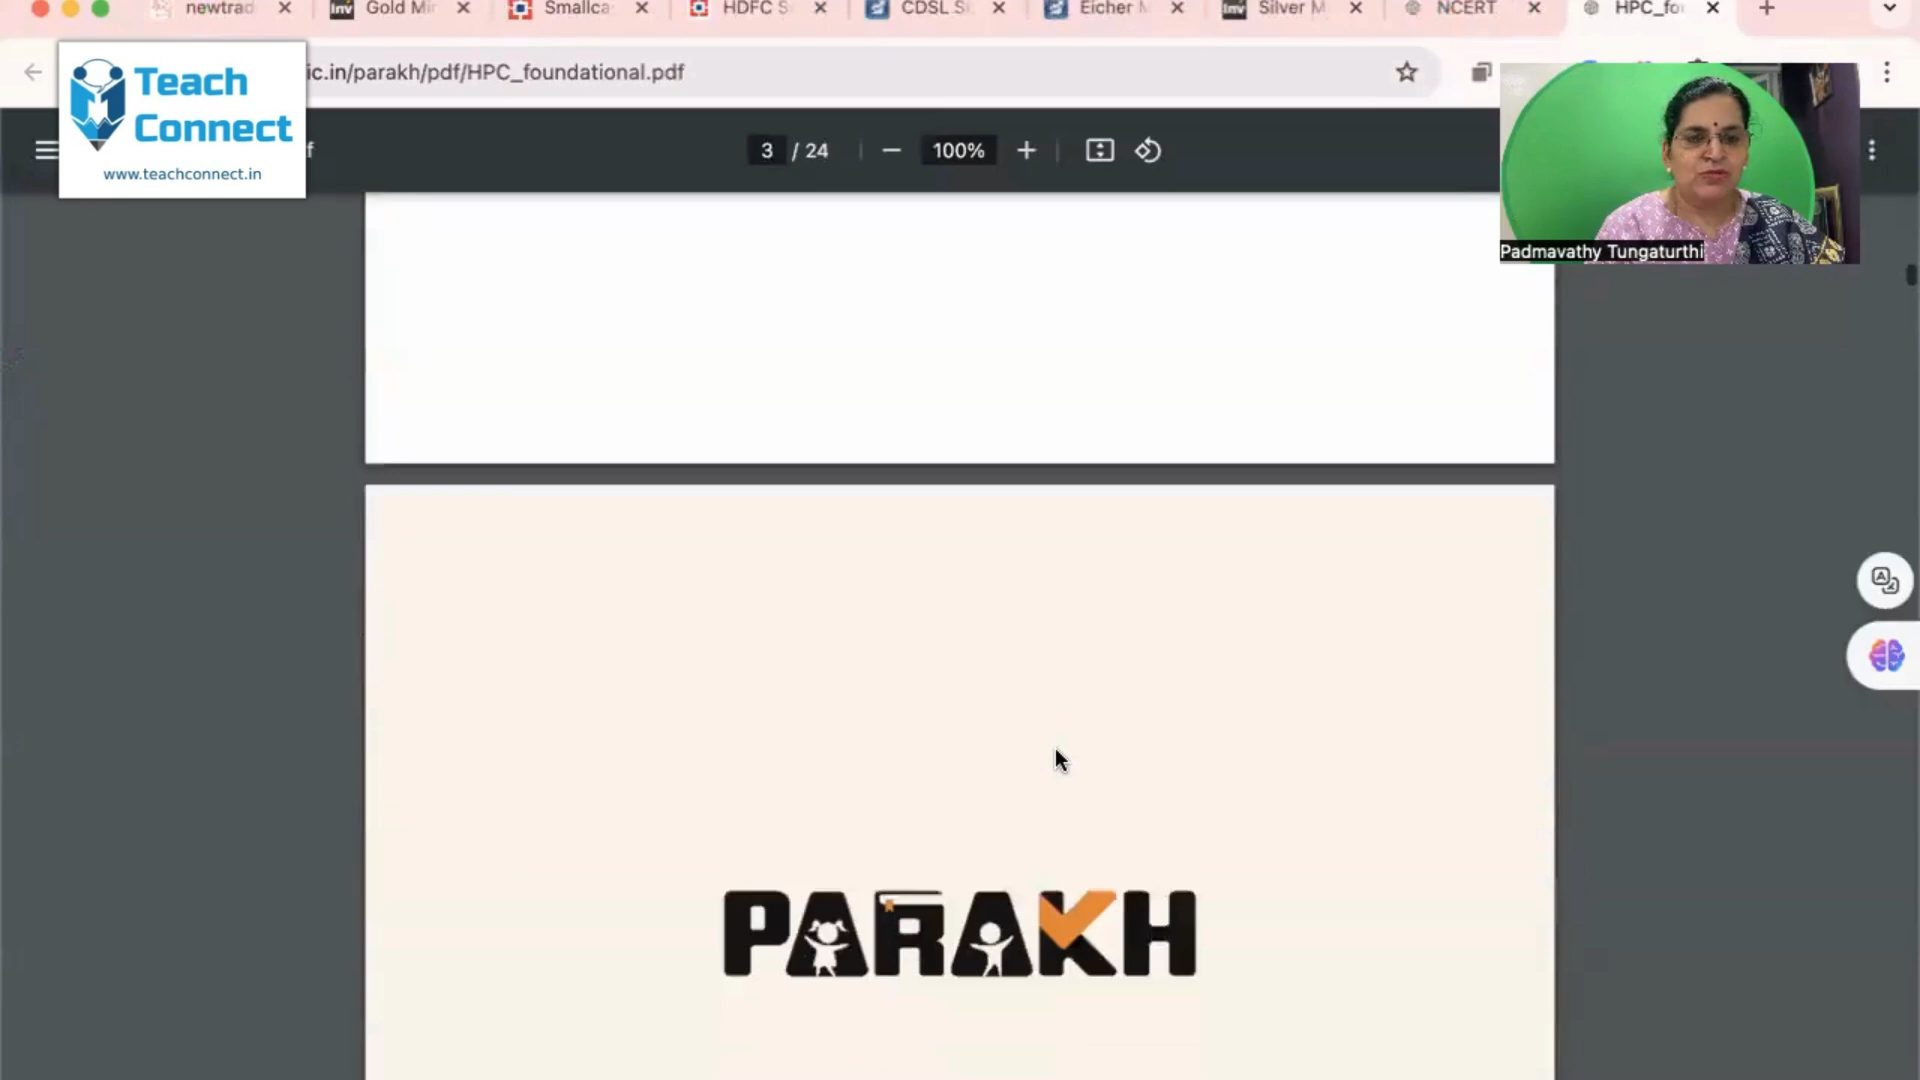 newtrad
Gold Mir
Smallca
HDFC S
CDSL S
Eicher M
Silver M
NCERT
HPC_fo
Teach
Connect
www.teachconnect.in
ic.in/parakh/pdf/HPC_foundational.pdf
f
3 / 24
100%
Padmavathy Tungaturthi
PARAKH